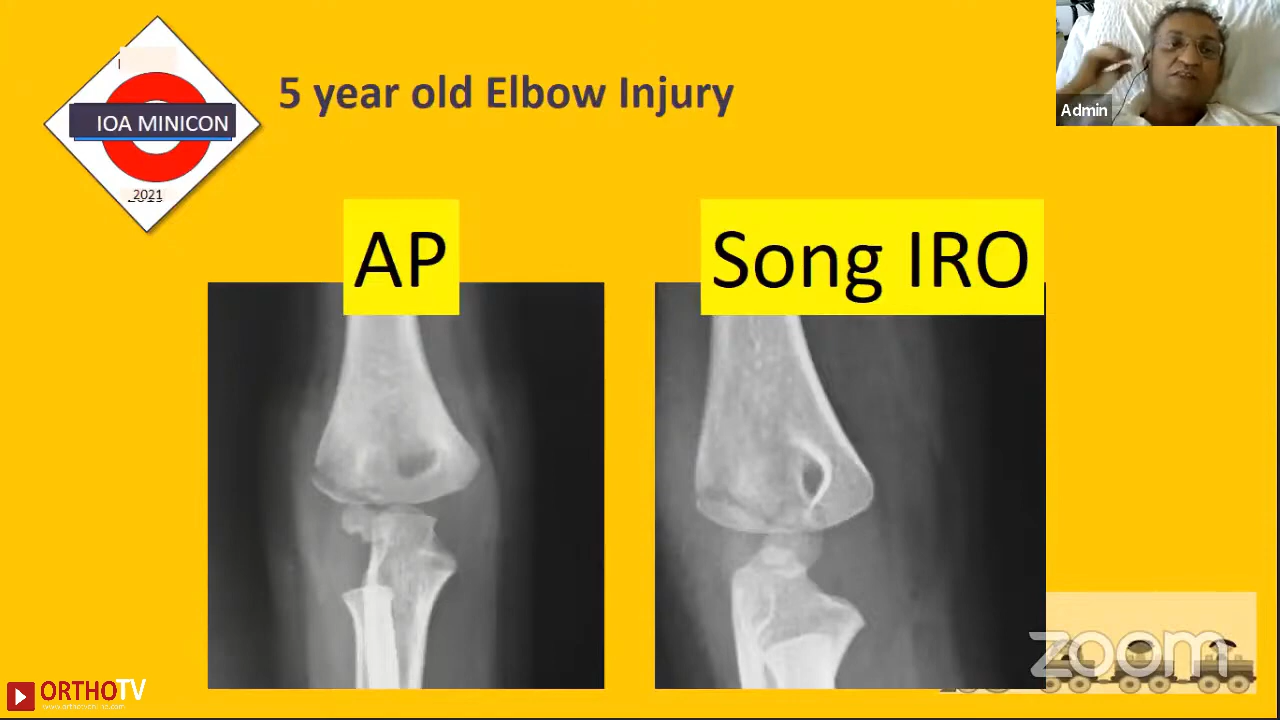 5 year old Elbow Injury
IOA MINICON
2021
AP
Song IRO
Admin
zoom
ORTHOTV